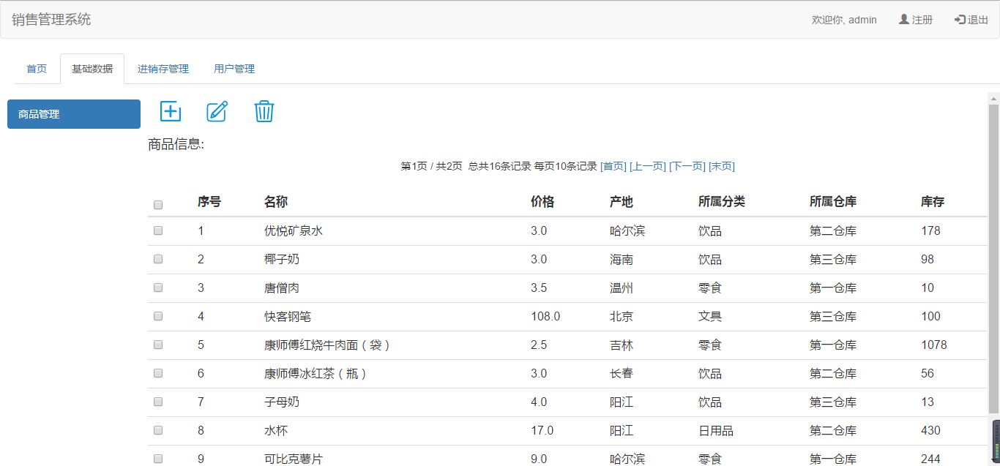 销售管理系统 欢迎你, admin 注册 退出
首页 基础数据 进销存管理 用户管理
商品管理
商品信息:
第1页 / 共2页 总共16条记录 每页10条记录 [首页] [上一页] [下一页] [末页]
序号 名称 价格 产地 所属分类 所属仓库 库存
1 优悦矿泉水 3.0 哈尔滨 饮品 第二仓库 178
2 椰子奶 3.0 海南 饮品 第三仓库 98
3 唐僧肉 3.5 温州 零食 第一仓库 10
4 快客钢笔 108.0 北京 文具 第三仓库 100
5 康师傅红烧牛肉面（袋） 2.5 吉林 零食 第一仓库 1078
6 康师傅冰红茶（瓶） 3.0 长春 饮品 第二仓库 56
7 子母奶 4.0 阳江 饮品 第三仓库 13
8 水杯 17.0 阳江 日用品 第二仓库 430
9 可比克薯片 9.0 哈尔滨 零食 第一仓库 244